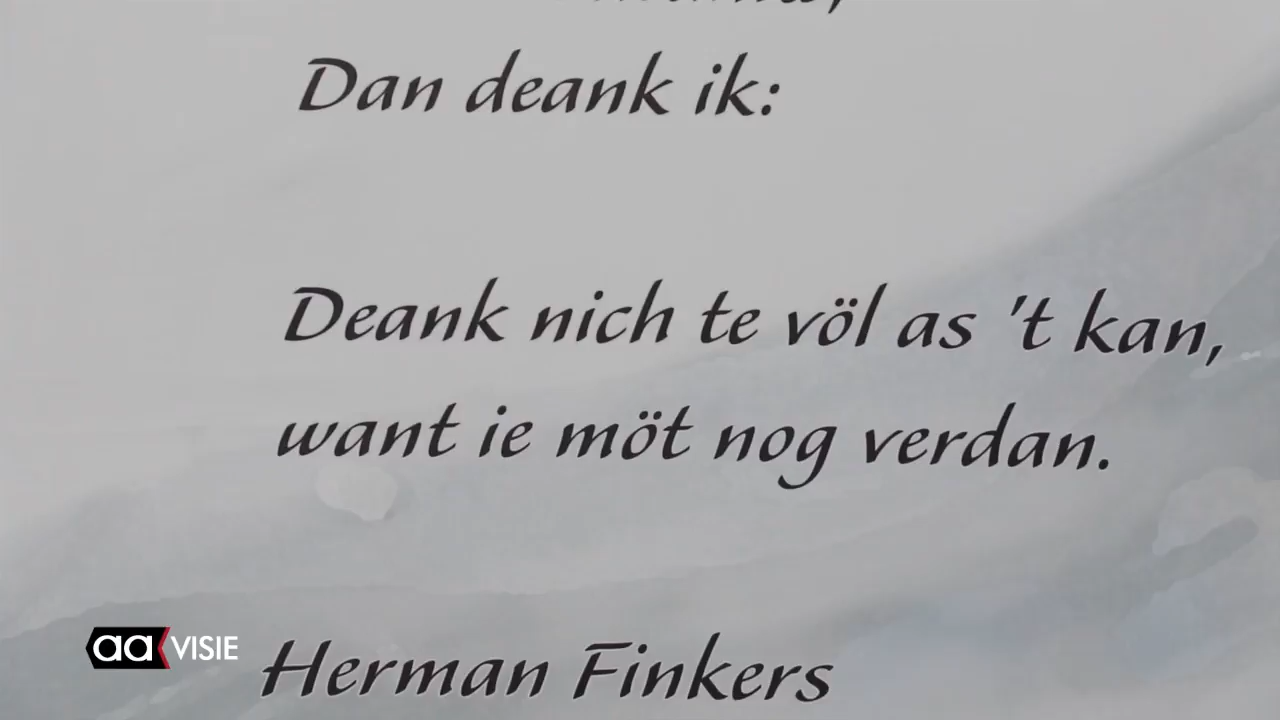 Dan deank ik:
Deank nich te völ as 't kan,
want ie möt nog verdan.
Herman Finkers
aa VISIE